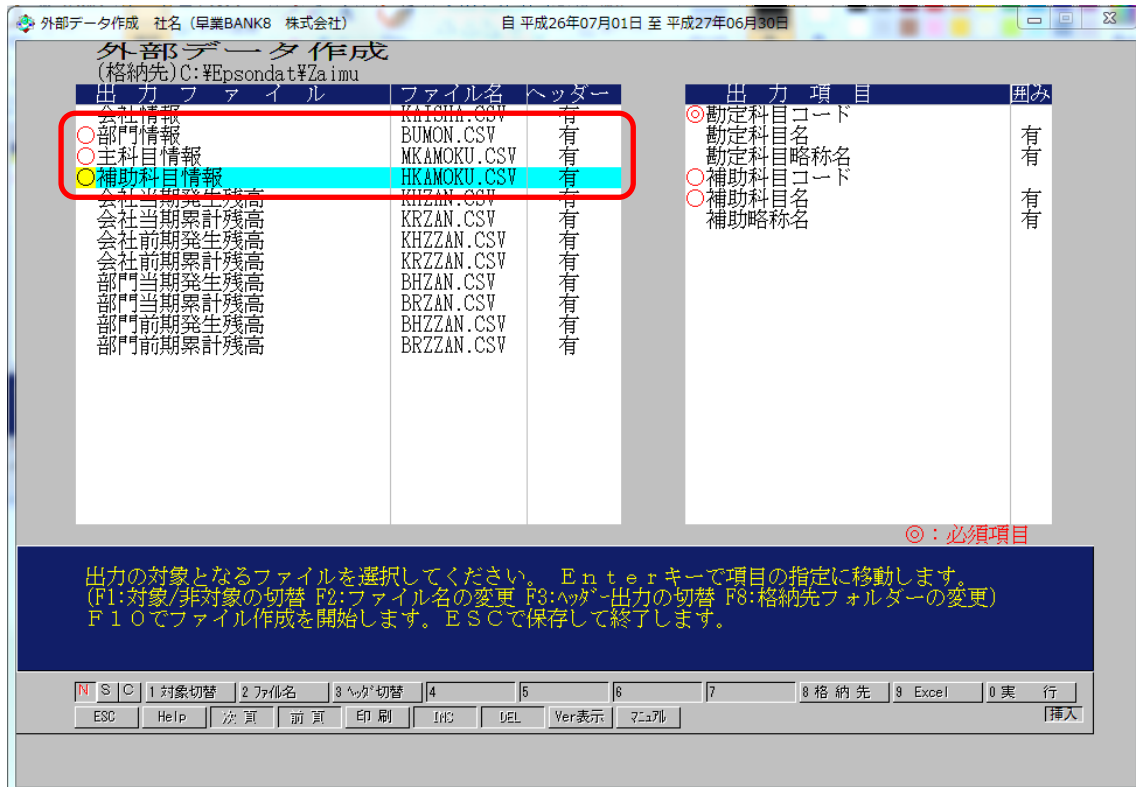 外部データ作成 社名（早業BANK8 株式会社） 自 平成26年07月01日 至 平成27年06月30日
外部データ作成
(格納先)C:¥Epsondat¥Zaimu
出力ファイル ファイル名 ヘッダー
会社情報 KAISHA.CSV 有
○部門情報 BUMON.CSV 有
○主科目情報 MKAMOKU.CSV 有
○補助科目情報 HKAMOKU.CSV 有
会社当期発生残高 KHZAN.CSV 有
会社当期累計残高 KRZAN.CSV 有
会社前期発生残高 KHZZAN.CSV 有
会社前期累計残高 KRZZAN.CSV 有
部門当期発生残高 BHZAN.CSV 有
部門当期累計残高 BRZAN.CSV 有
部門前期発生残高 BHZZAN.CSV 有
部門前期累計残高 BRZZAN.CSV 有
出力項目 囲み
◎勘定科目コード
勘定科目名 有
勘定科目略称名 有
○補助科目コード
○補助科目名 有
補助略称名 有
◎：必須項目
出力の対象となるファイルを選択してください。 Ｅｎｔｅｒキーで項目の指定に移動します。
(F1:対象/非対象の切替 F2:ファイル名の変更 F3:ﾍｯﾀﾞｰ出力の切替 F8:格納先フォルダーの変更)
Ｆ１０でファイル作成を開始します。ＥＳＣで保存して終了します。
N S C 1 対象切替 2 ﾌｧｲﾙ名 3 ﾍｯﾀﾞ切替 4 5 6 7 8 格納先 9 Excel 0 実 行
ESC Help 次頁 前頁 印刷 INS DEL Ver表示 ﾏﾆｭｱﾙ 挿入